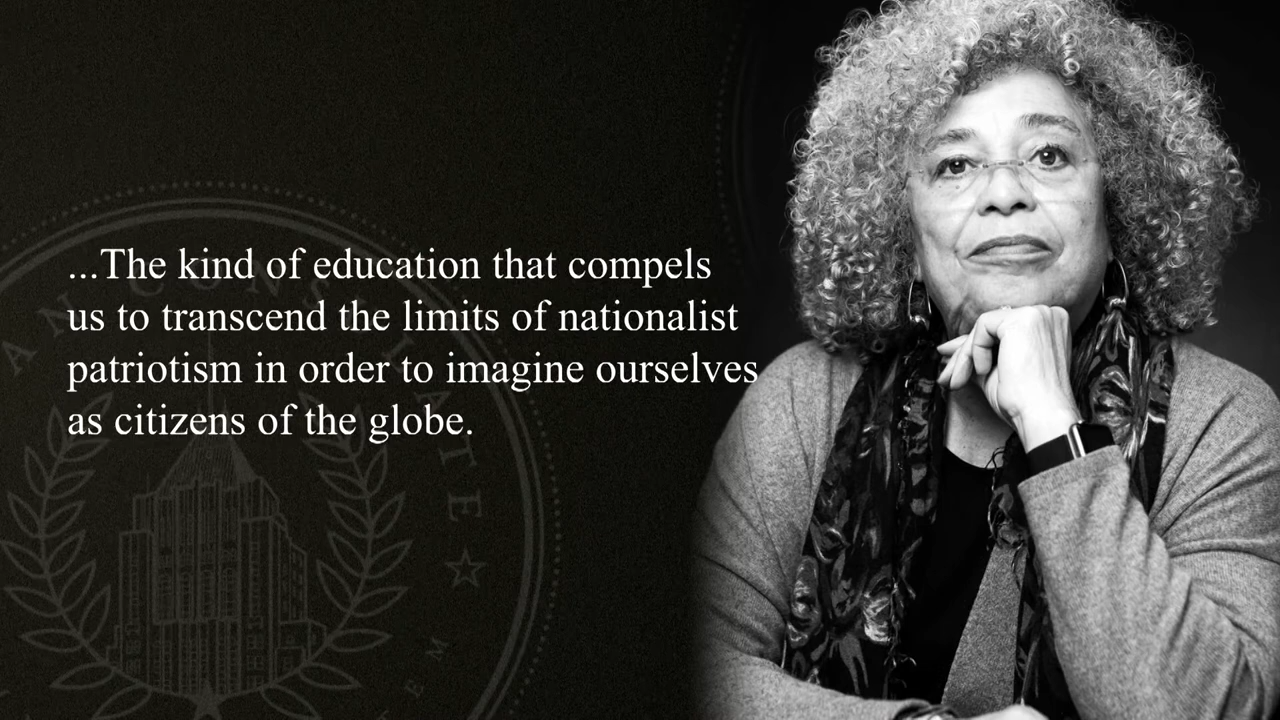 ...The kind of education that compels
us to transcend the limits of nationalist
patriotism in order to imagine ourselves
as citizens of the globe.